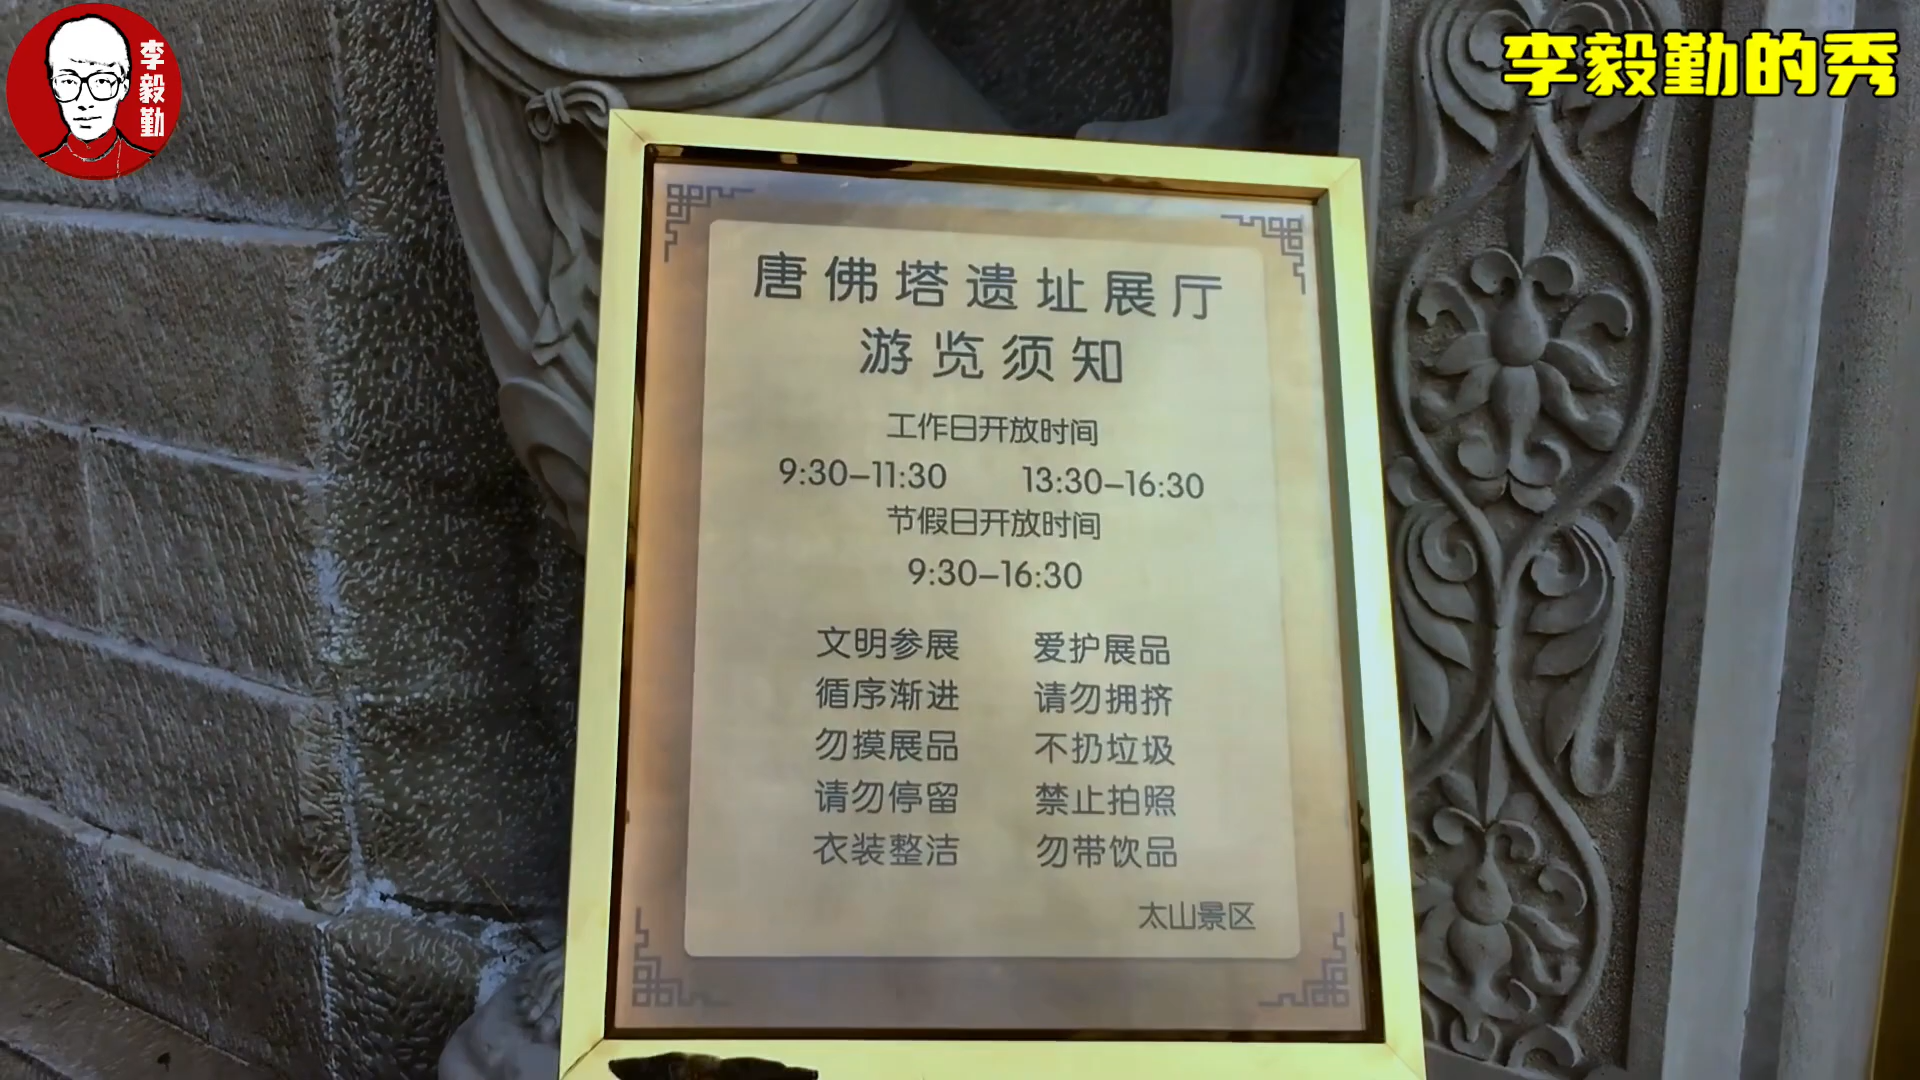 李毅勤
李毅勤的秀
唐佛塔遗址展厅
游览须知
工作日开放时间
9:30-11:30 13:30-16:30
节假日开放时间
9:30-16:30
文明参展 爱护展品
循序渐进 请勿拥挤
勿摸展品 不扔垃圾
请勿停留 禁止拍照
衣装整洁 勿带饮品
太山景区